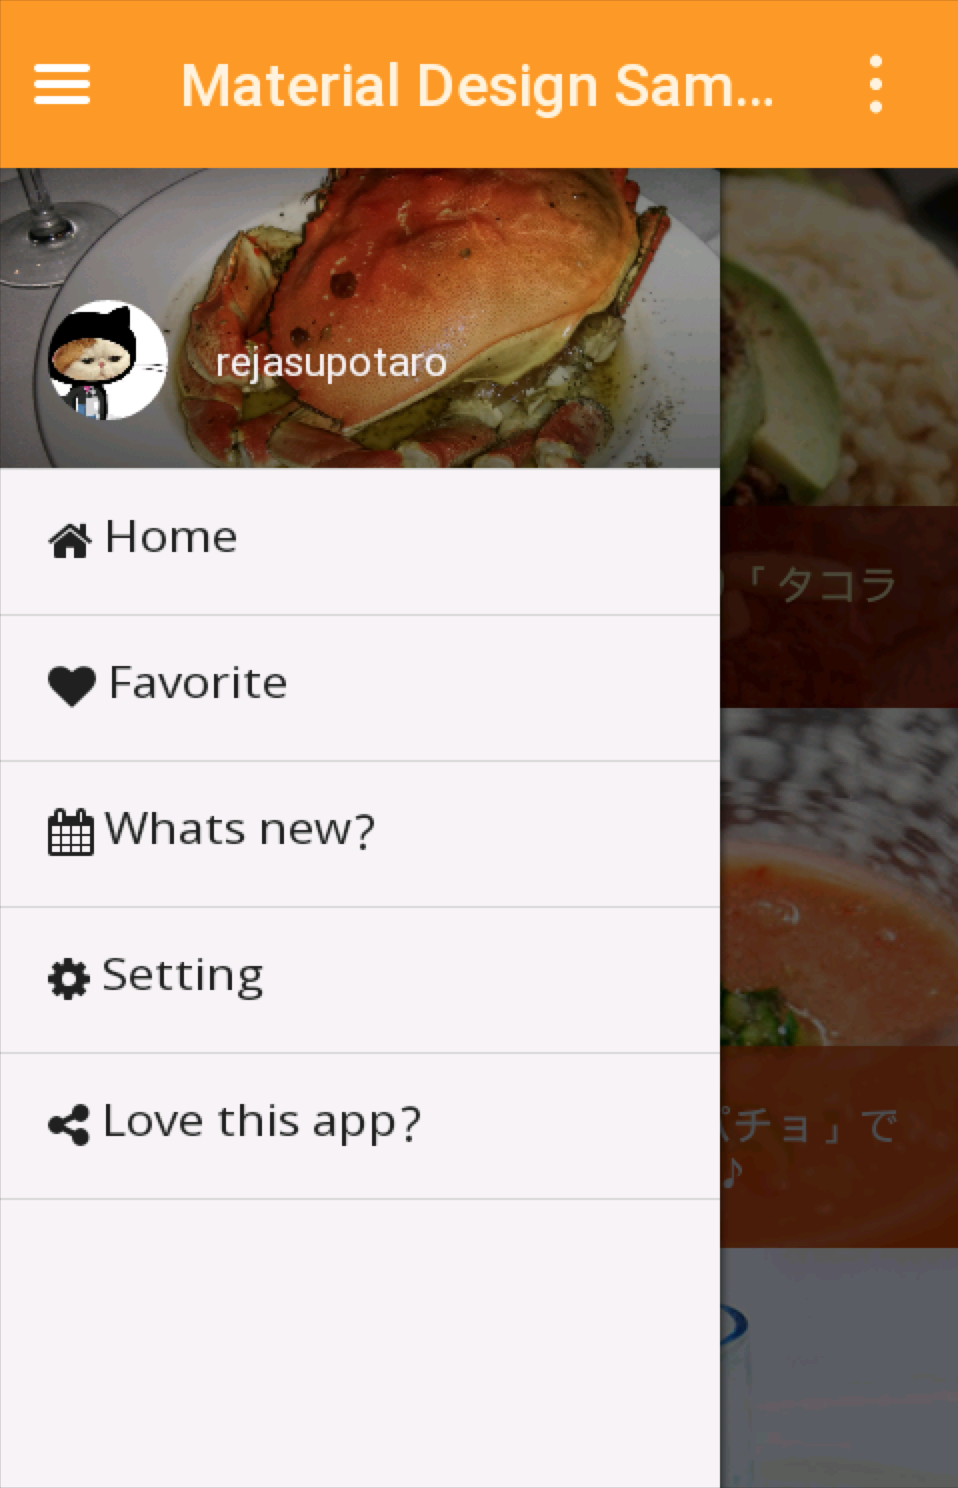 Material Design Sam...
rejasupotaro
Home
Favorite
Whats new?
Setting
Love this app?
「タコラ
パチョ」で
♪